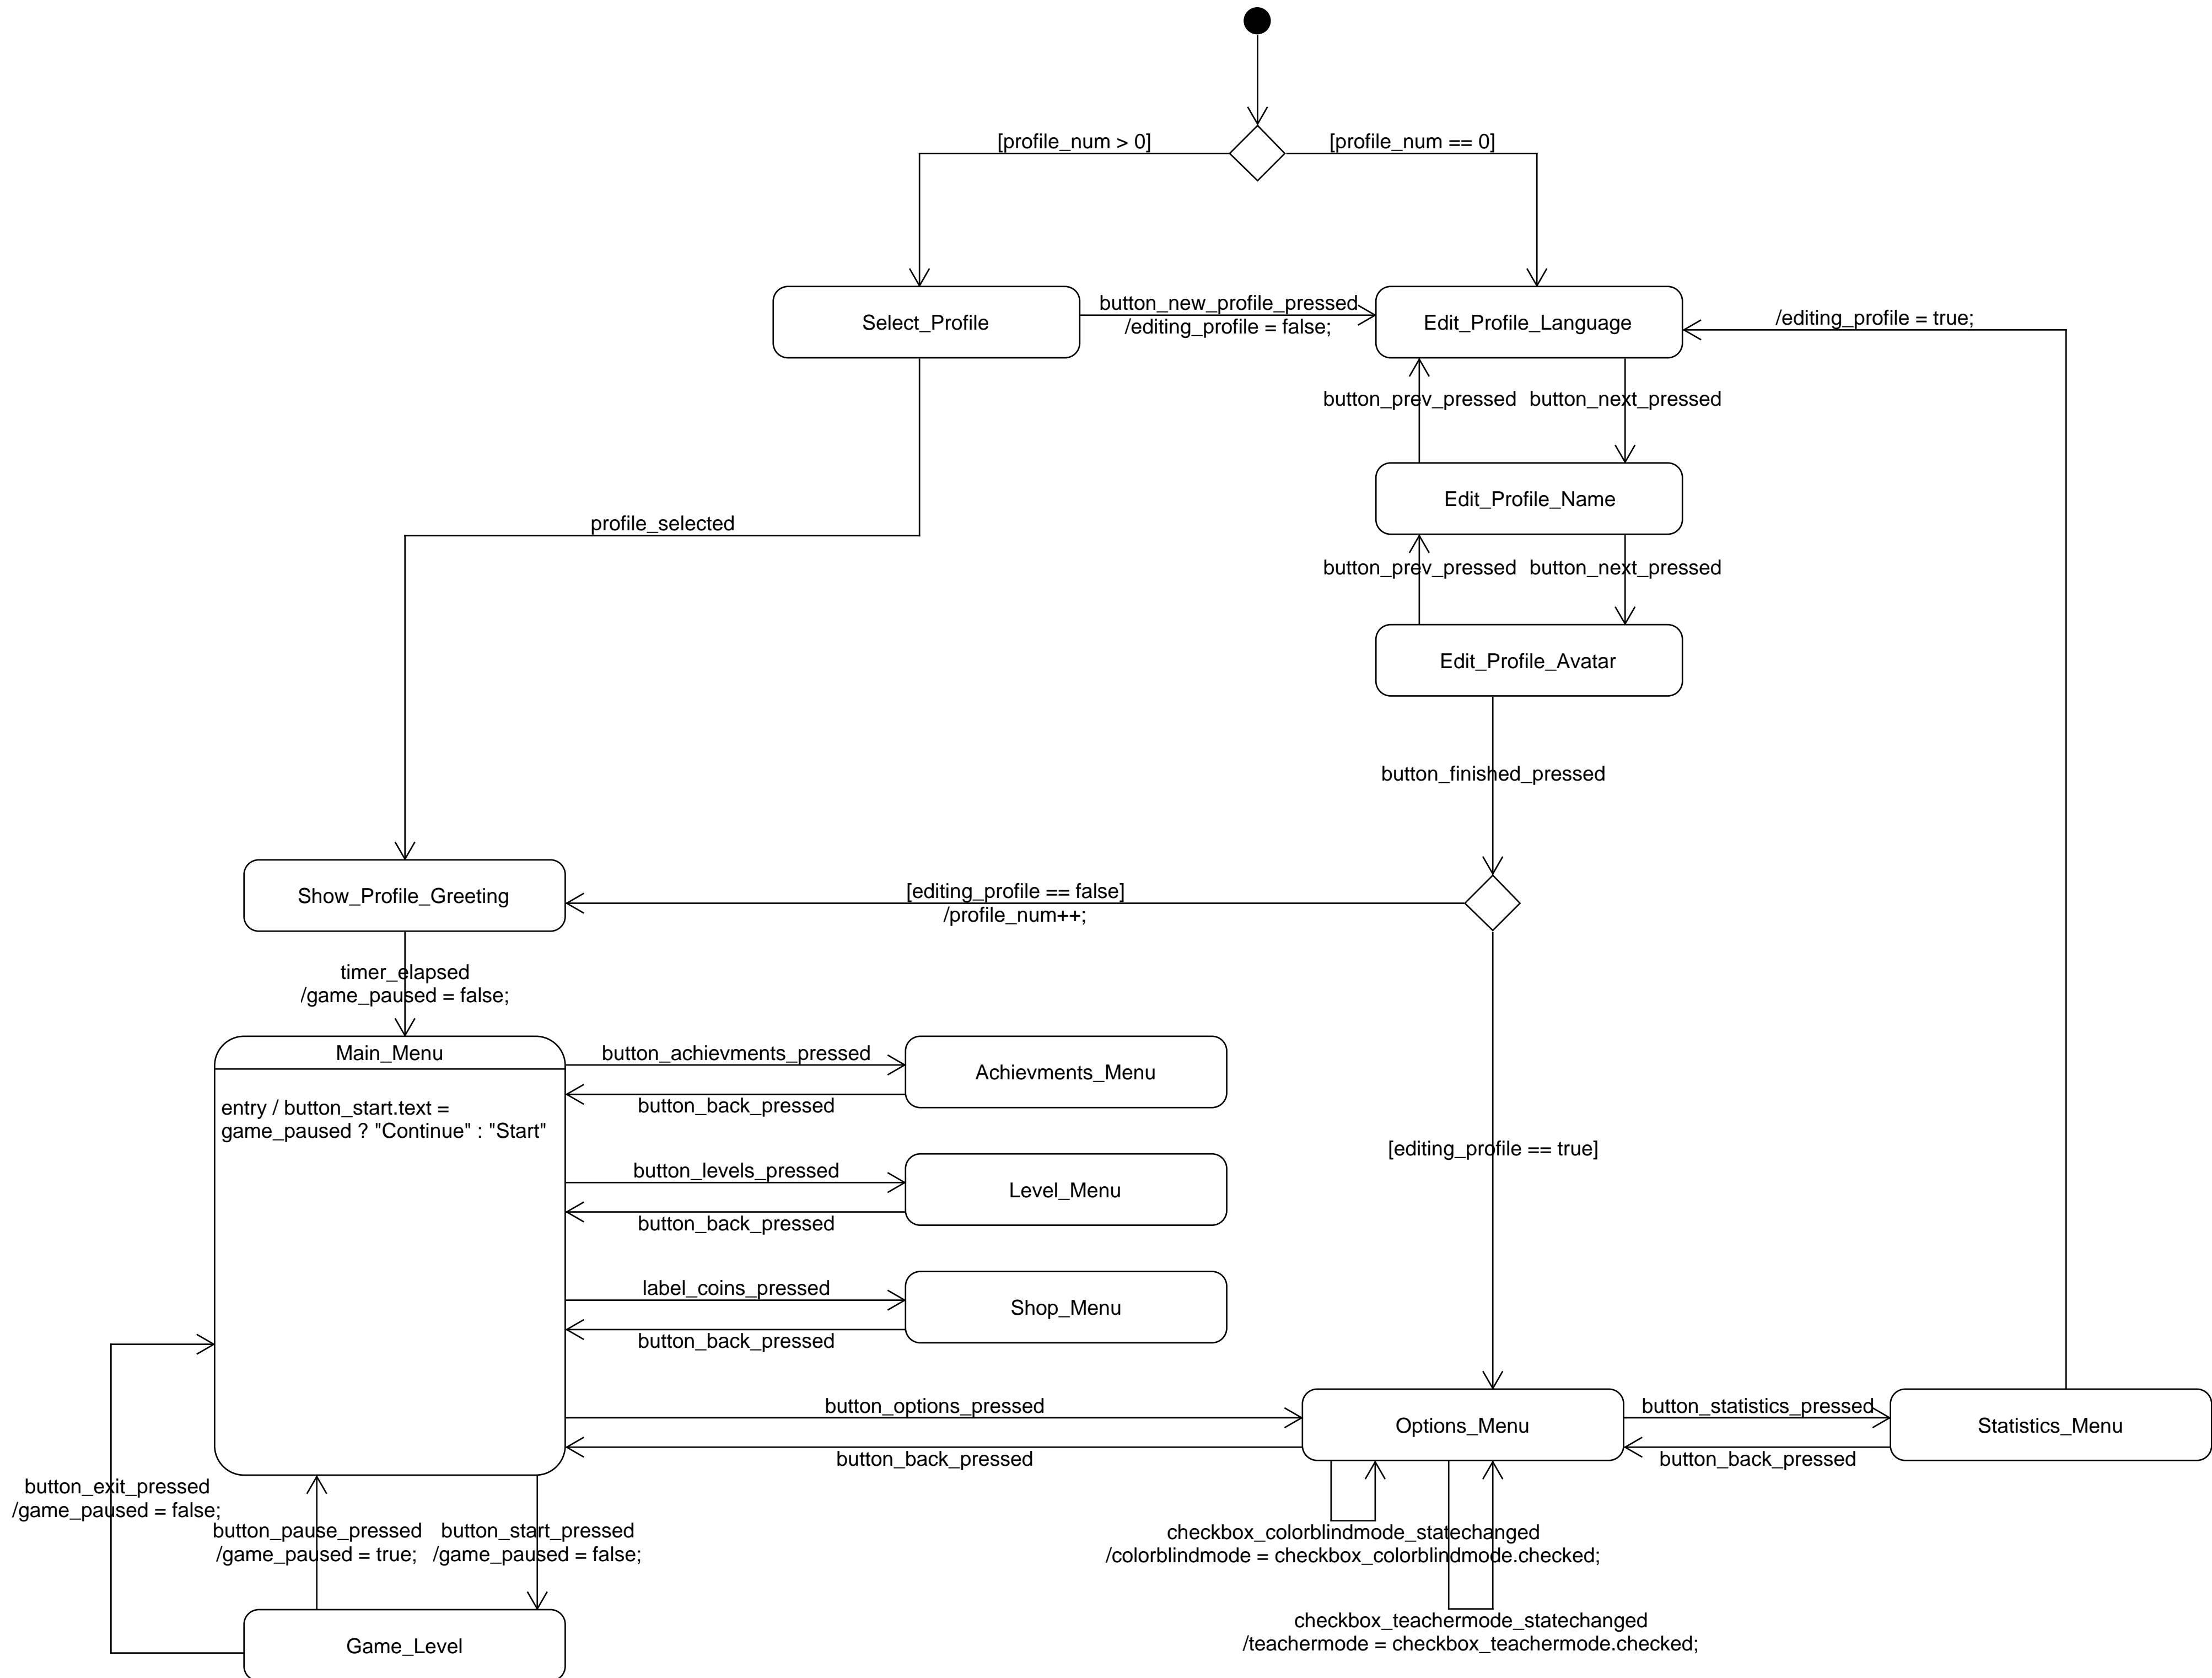 [profile_num > 0]
[profile_num == 0]
Select_Profile
button_new_profile_pressed
/editing_profile = false;
Edit_Profile_Language
/editing_profile = true;
button_prev_pressed
button_next_pressed
Edit_Profile_Name
profile_selected
button_prev_pressed
button_next_pressed
Edit_Profile_Avatar
button_finished_pressed
Show_Profile_Greeting
[editing_profile == false]
/profile_num++;
timer_elapsed
/game_paused = false;
Main_Menu
entry / button_start.text =
game_paused ? "Continue" : "Start"
button_achievments_pressed
Achievments_Menu
button_back_pressed
[editing_profile == true]
button_levels_pressed
Level_Menu
button_back_pressed
label_coins_pressed
Shop_Menu
button_back_pressed
button_options_pressed
Options_Menu
button_statistics_pressed
Statistics_Menu
button_back_pressed
button_back_pressed
button_exit_pressed
/game_paused = false;
button_pause_pressed
/game_paused = true;
button_start_pressed
/game_paused = false;
checkbox_colorblindmode_statechanged
/colorblindmode = checkbox_colorblindmode.checked;
checkbox_teachermode_statechanged
/teachermode = checkbox_teachermode.checked;
Game_Level